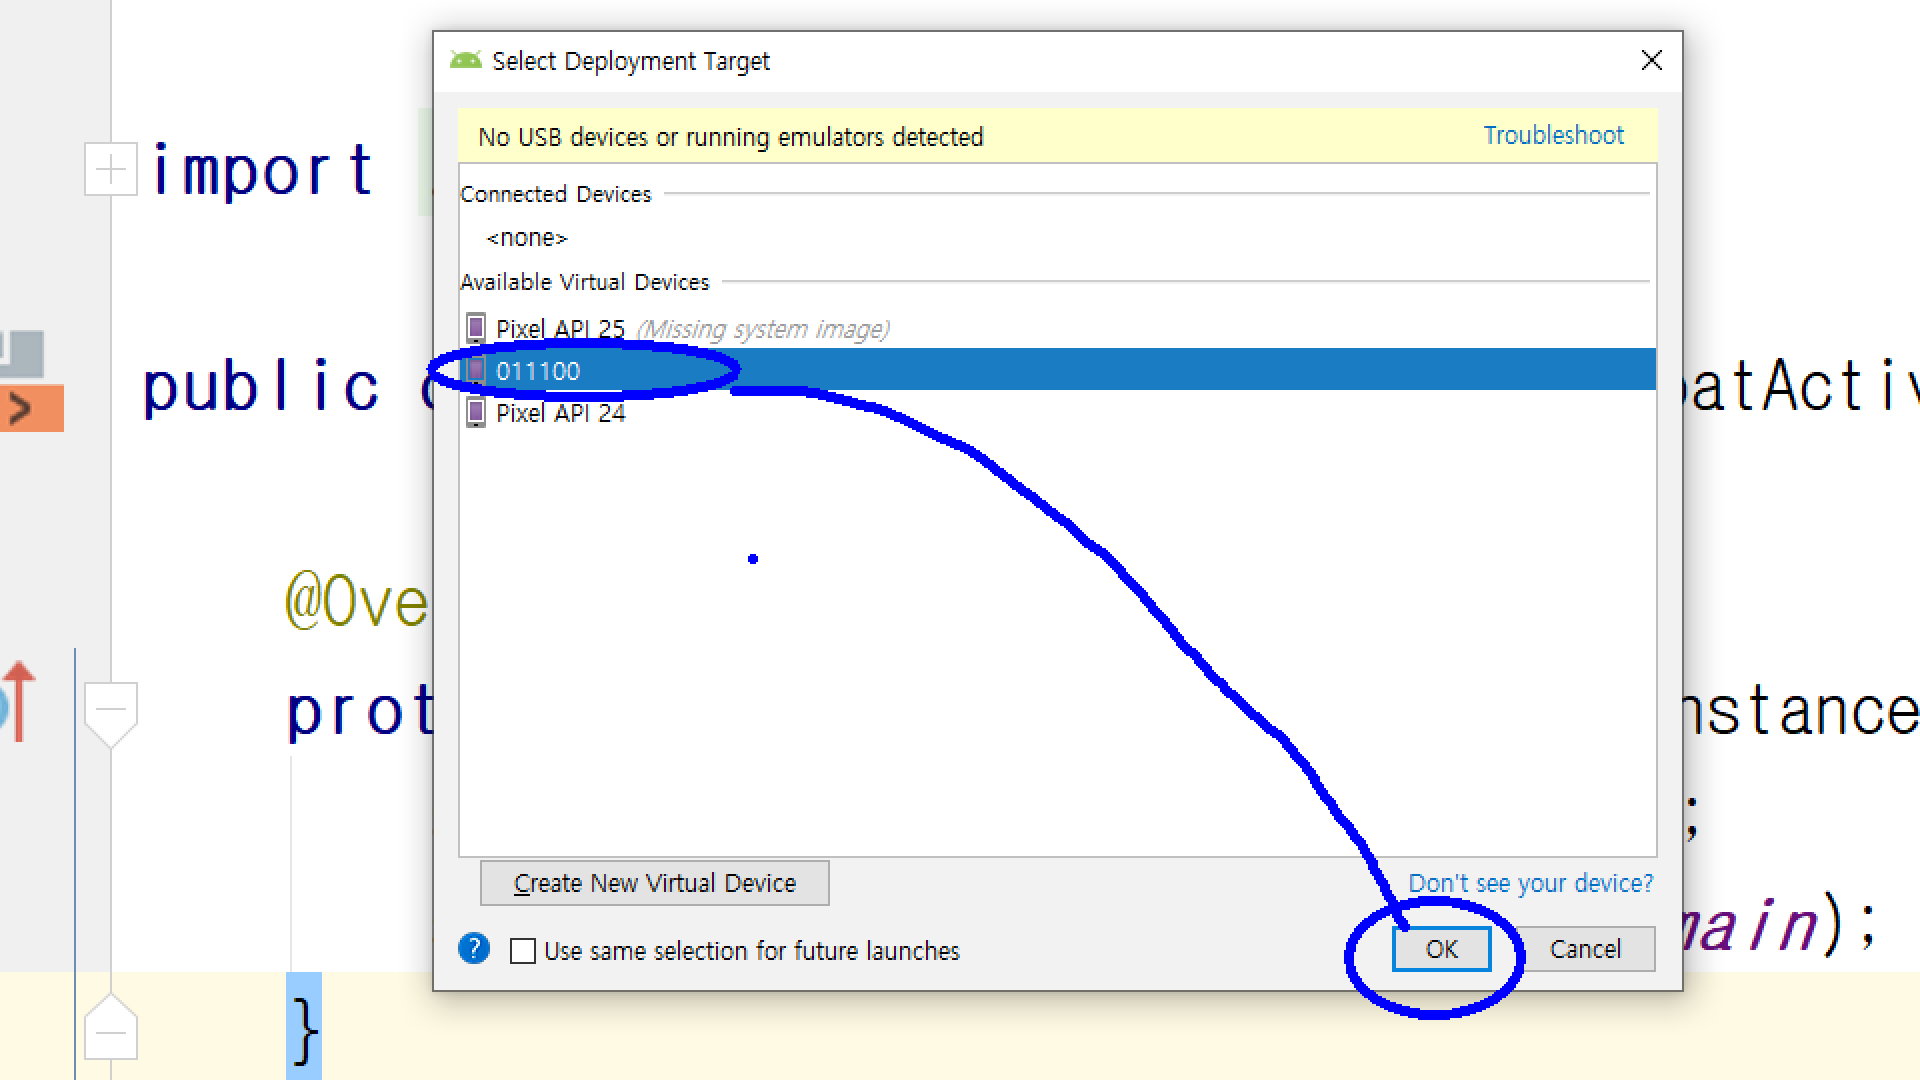 Select Deployment Target
No USB devices or running emulators detected Troubleshoot
import
Connected Devices
<none>
Available Virtual Devices
Pixel API 25 (Missing system image)
011100
public patActiv
Pixel API 24
@Ove
prot nstance
;
Create New Virtual Device Don't see your device?
main);
? Use same selection for future launches OK Cancel
}